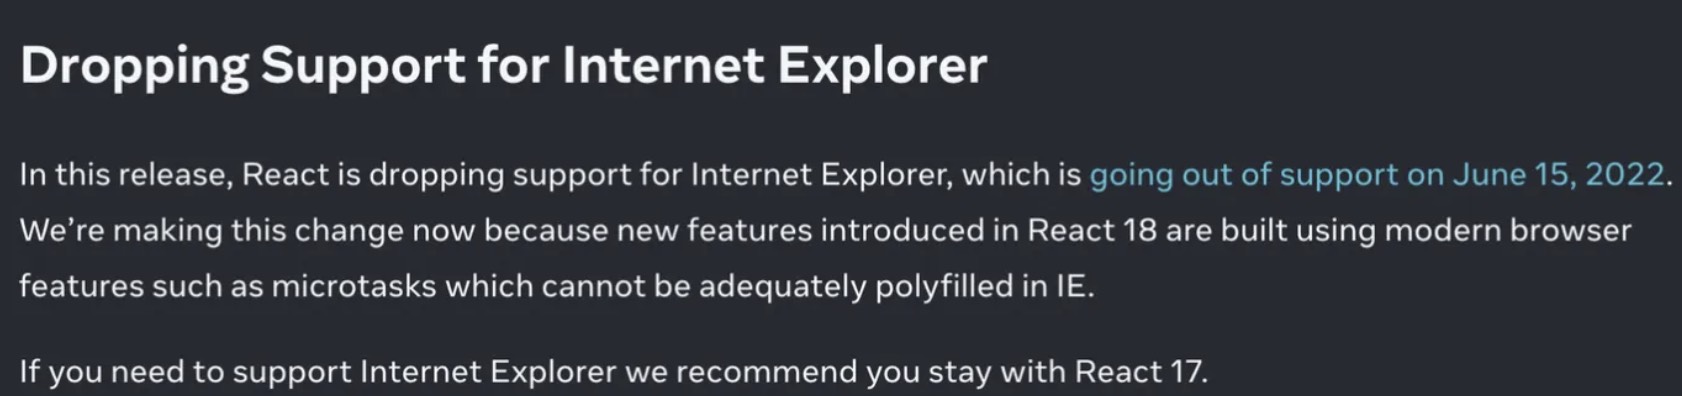 Dropping Support for Internet Explorer
In this release, React is dropping support for Internet Explorer, which is going out of support on June 15, 2022.
We’re making this change now because new features introduced in React 18 are built using modern browser
features such as microtasks which cannot be adequately polyfilled in IE.
If you need to support Internet Explorer we recommend you stay with React 17.